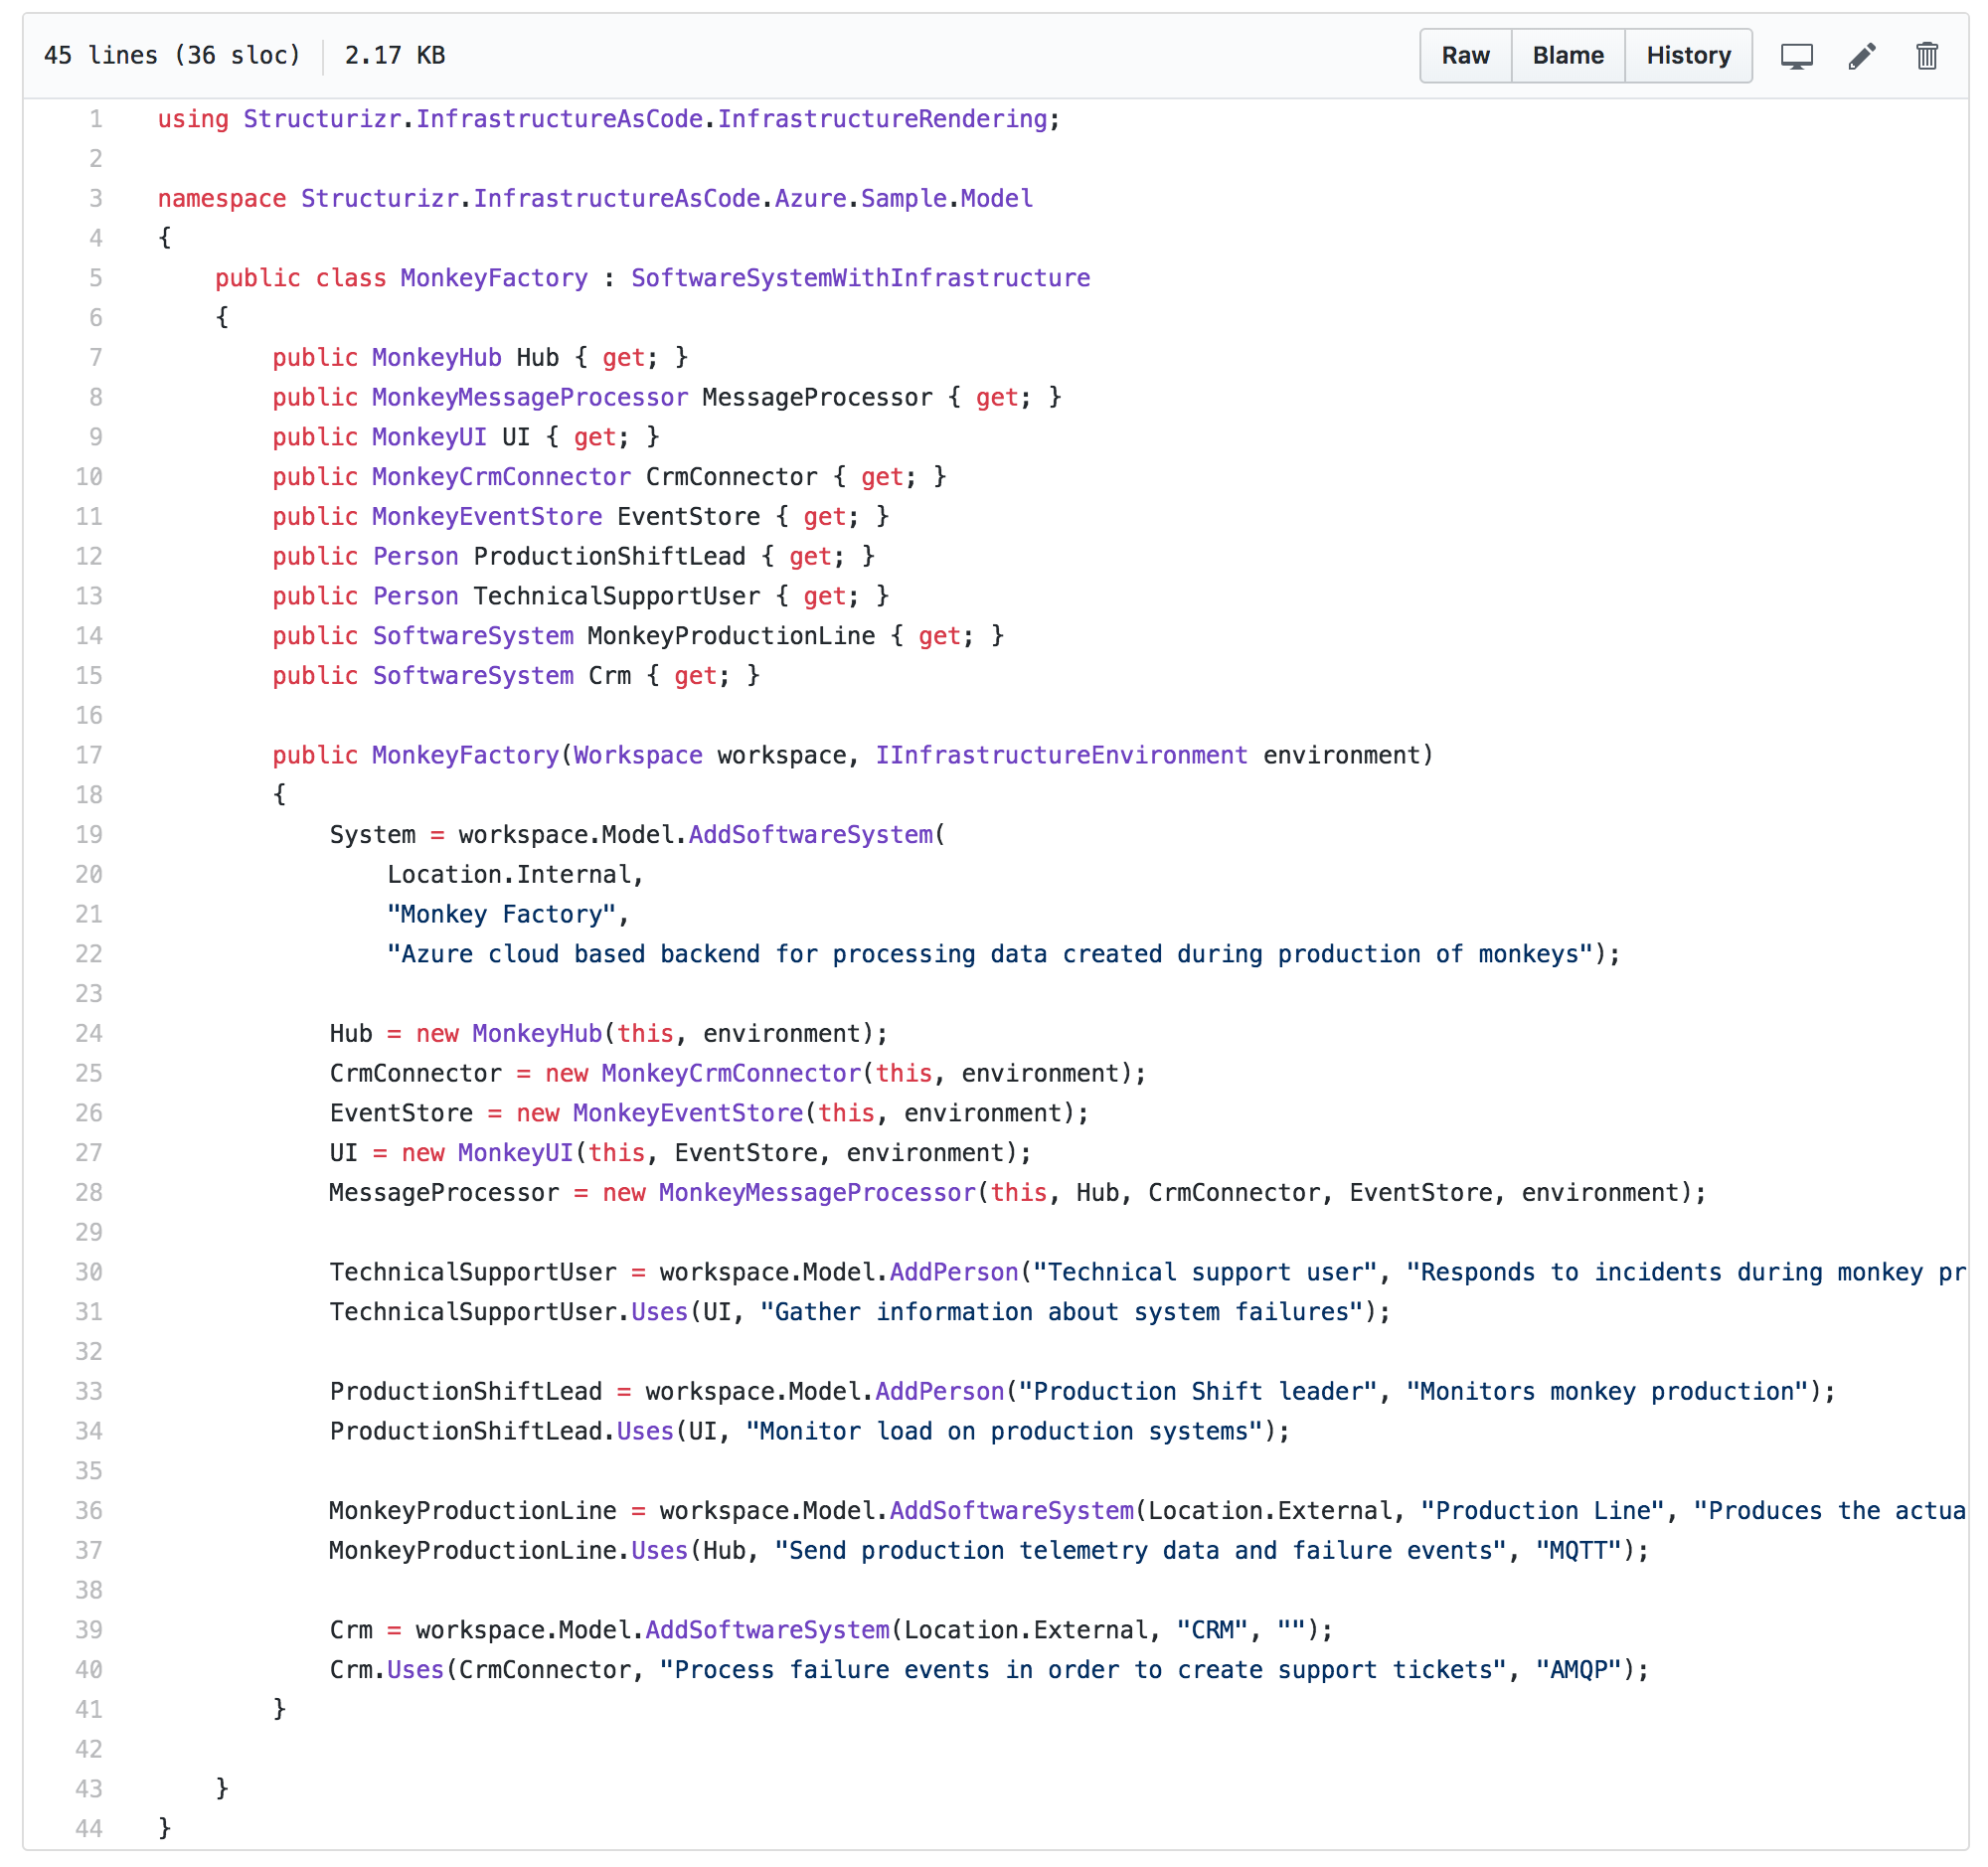 45 lines (36 sloc) 2.17 KB Raw Blame History
1 using Structurizr.InfrastructureAsCode.InfrastructureRendering;
2
3 namespace Structurizr.InfrastructureAsCode.Azure.Sample.Model
4 {
5     public class MonkeyFactory : SoftwareSystemWithInfrastructure
6     {
7         public MonkeyHub Hub { get; }
8         public MonkeyMessageProcessor MessageProcessor { get; }
9         public MonkeyUI UI { get; }
10         public MonkeyCrmConnector CrmConnector { get; }
11         public MonkeyEventStore EventStore { get; }
12         public Person ProductionShiftLead { get; }
13         public Person TechnicalSupportUser { get; }
14         public SoftwareSystem MonkeyProductionLine { get; }
15         public SoftwareSystem Crm { get; }
16
17         public MonkeyFactory(Workspace workspace, IInfrastructureEnvironment environment)
18         {
19             System = workspace.Model.AddSoftwareSystem(
20                 Location.Internal,
21                 "Monkey Factory",
22                 "Azure cloud based backend for processing data created during production of monkeys");
23
24             Hub = new MonkeyHub(this, environment);
25             CrmConnector = new MonkeyCrmConnector(this, environment);
26             EventStore = new MonkeyEventStore(this, environment);
27             UI = new MonkeyUI(this, EventStore, environment);
28             MessageProcessor = new MonkeyMessageProcessor(this, Hub, CrmConnector, EventStore, environment);
29
30             TechnicalSupportUser = workspace.Model.AddPerson("Technical support user", "Responds to incidents during monkey pr
31             TechnicalSupportUser.Uses(UI, "Gather information about system failures");
32
33             ProductionShiftLead = workspace.Model.AddPerson("Production Shift leader", "Monitors monkey production");
34             ProductionShiftLead.Uses(UI, "Monitor load on production systems");
35
36             MonkeyProductionLine = workspace.Model.AddSoftwareSystem(Location.External, "Production Line", "Produces the actua
37             MonkeyProductionLine.Uses(Hub, "Send production telemetry data and failure events", "MQTT");
38
39             Crm = workspace.Model.AddSoftwareSystem(Location.External, "CRM", "");
40             Crm.Uses(CrmConnector, "Process failure events in order to create support tickets", "AMQP");
41         }
42
43     }
44 }